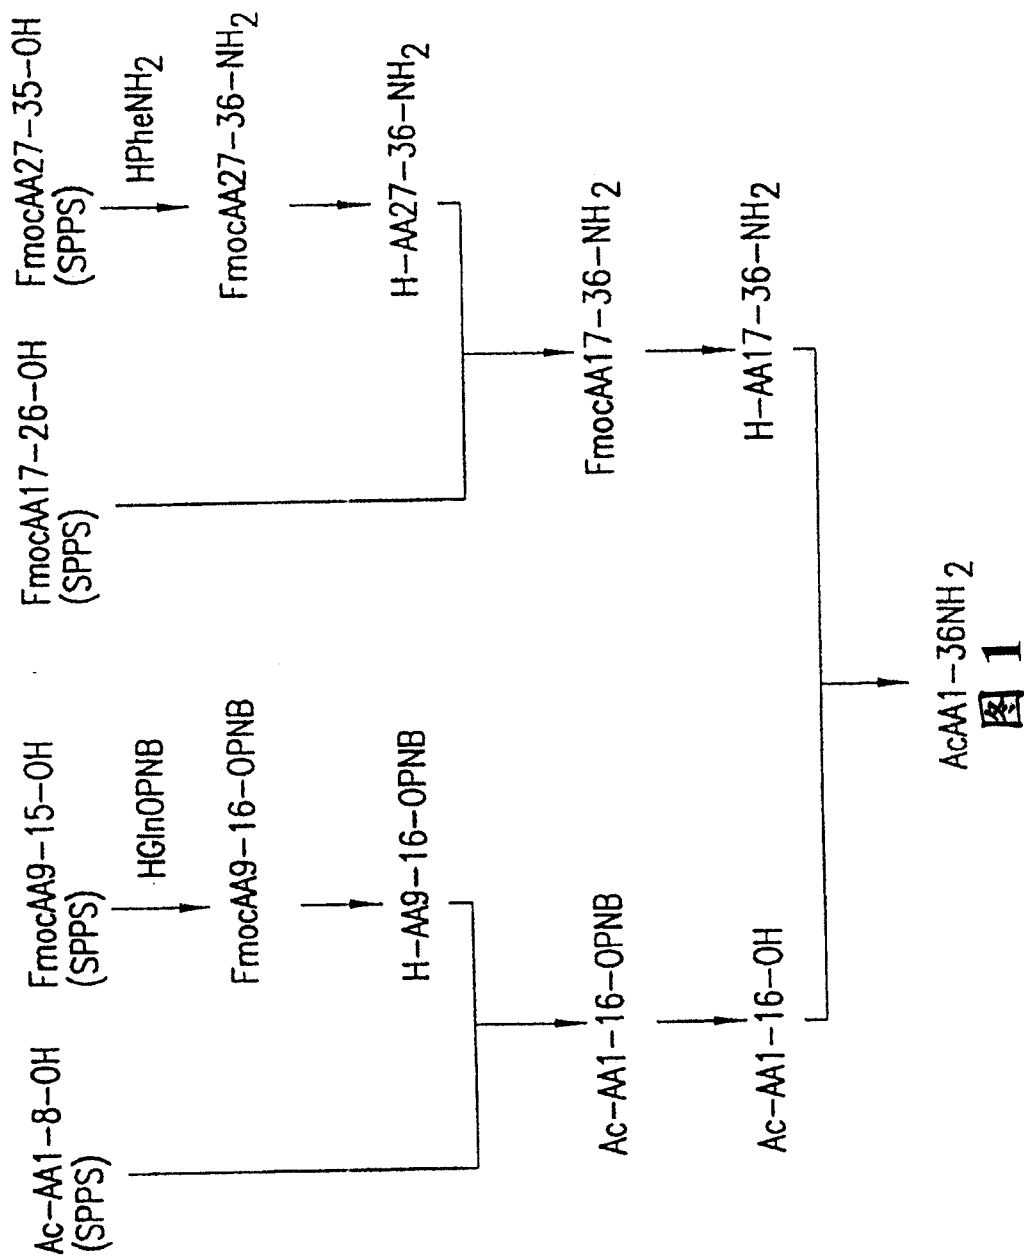 Ac-AA1-8-OH
(SPPS)
FmocAA9-15-OH
(SPPS)
FmocAA17-26-OH
(SPPS)
FmocAA27-35-OH
(SPPS)
HGlnOPNB
HPheNH2
FmocAA9-16-OPNB
FmocAA27-36-NH2
H-AA9-16-OPNB
H-AA27-36-NH2
Ac-AA1-16-OPNB
FmocAA17-36-NH2
Ac-AA1-16-OH
H-AA17-36-NH2
AcAA1-36NH2
图 1